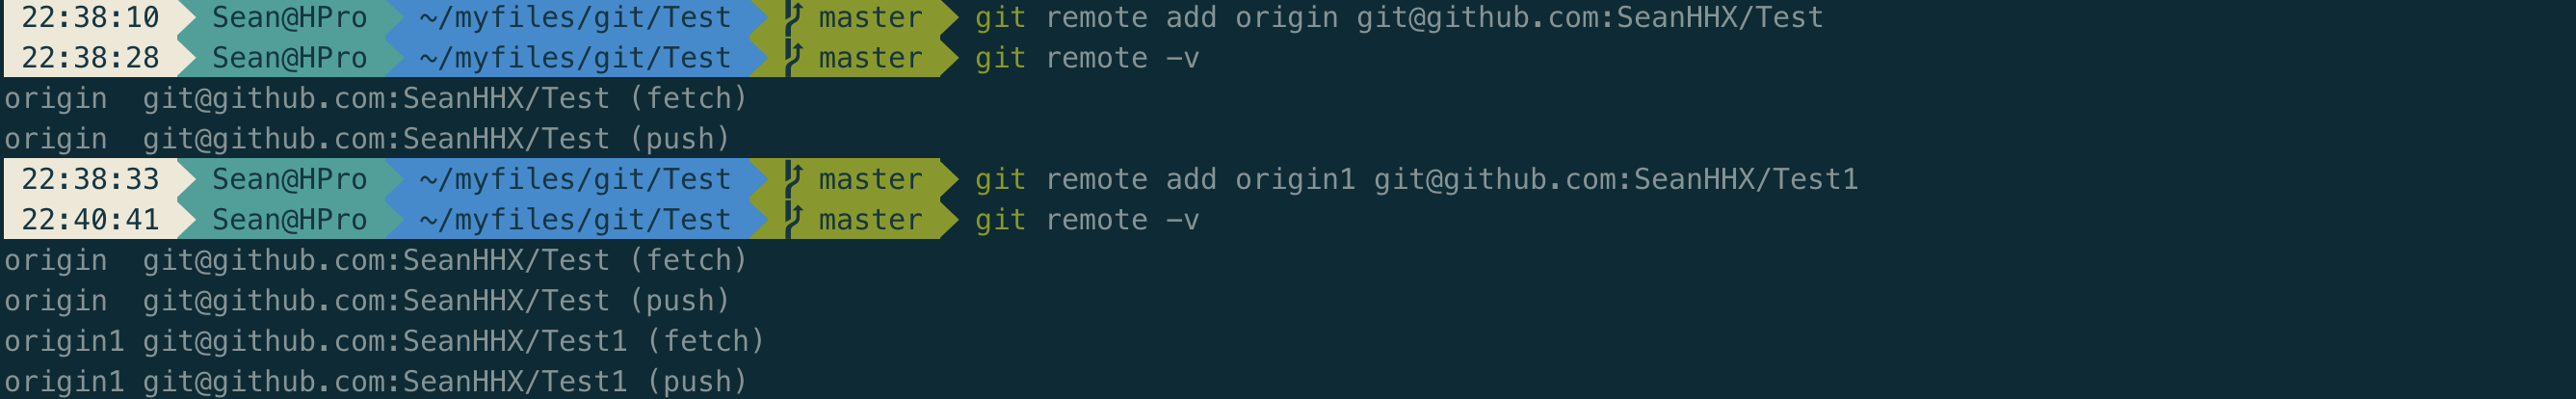 22:38:10 Sean@HPro ~/myfiles/git/Test master git remote add origin git@github.com:SeanHHX/Test
22:38:28 Sean@HPro ~/myfiles/git/Test master git remote -v
origin  git@github.com:SeanHHX/Test (fetch)
origin  git@github.com:SeanHHX/Test (push)
22:38:33 Sean@HPro ~/myfiles/git/Test master git remote add origin1 git@github.com:SeanHHX/Test1
22:40:41 Sean@HPro ~/myfiles/git/Test master git remote -v
origin  git@github.com:SeanHHX/Test (fetch)
origin  git@github.com:SeanHHX/Test (push)
origin1 git@github.com:SeanHHX/Test1 (fetch)
origin1 git@github.com:SeanHHX/Test1 (push)